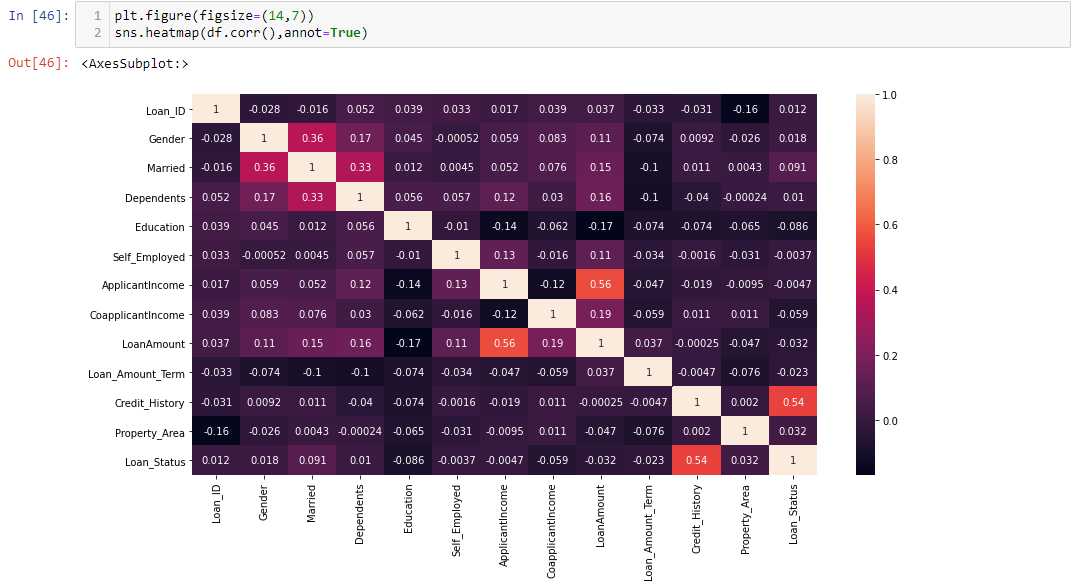 In [46]:
1 plt.figure(figsize=(14,7))
2 sns.heatmap(df.corr(),annot=True)
Out[46]: <AxesSubplot:>
Loan_ID 1 -0.028 -0.016 0.052 0.039 0.033 0.017 0.039 0.037 -0.033 -0.031 -0.16 0.012
Gender -0.028 1 0.36 0.17 0.045 -0.00052 0.059 0.083 0.11 -0.074 0.0092 -0.026 0.018
Married -0.016 0.36 1 0.33 0.012 0.0045 0.052 0.076 0.15 -0.1 0.011 0.0043 0.091
Dependents 0.052 0.17 0.33 1 0.056 0.057 0.12 0.03 0.16 -0.1 -0.04 -0.00024 0.01
Education 0.039 0.045 0.012 0.056 1 -0.01 -0.14 -0.062 -0.17 -0.074 -0.074 -0.065 -0.086
Self_Employed 0.033 -0.00052 0.0045 0.057 -0.01 1 0.13 -0.016 0.11 -0.034 -0.0016 -0.031 -0.0037
ApplicantIncome 0.017 0.059 0.052 0.12 -0.14 0.13 1 -0.12 0.56 -0.047 -0.019 -0.0095 -0.0047
CoapplicantIncome 0.039 0.083 0.076 0.03 -0.062 -0.016 -0.12 1 0.19 -0.059 0.011 0.011 -0.059
LoanAmount 0.037 0.11 0.15 0.16 -0.17 0.11 0.56 0.19 1 0.037 -0.00025 -0.047 -0.032
Loan_Amount_Term -0.033 -0.074 -0.1 -0.1 -0.074 -0.034 -0.047 -0.059 0.037 1 -0.0047 -0.076 -0.023
Credit_History -0.031 0.0092 0.011 -0.04 -0.074 -0.0016 -0.019 0.011 -0.00025 -0.0047 1 0.002 0.54
Property_Area -0.16 -0.026 0.0043 -0.00024 -0.065 -0.031 -0.0095 0.011 -0.047 -0.076 0.002 1 0.032
Loan_Status 0.012 0.018 0.091 0.01 -0.086 -0.0037 -0.0047 -0.059 -0.032 -0.023 0.54 0.032 1
Loan_ID
Gender
Married
Dependents
Education
Self_Employed
ApplicantIncome
CoapplicantIncome
LoanAmount
Loan_Amount_Term
Credit_History
Property_Area
Loan_Status
1.0
0.8
0.6
0.4
0.2
0.0